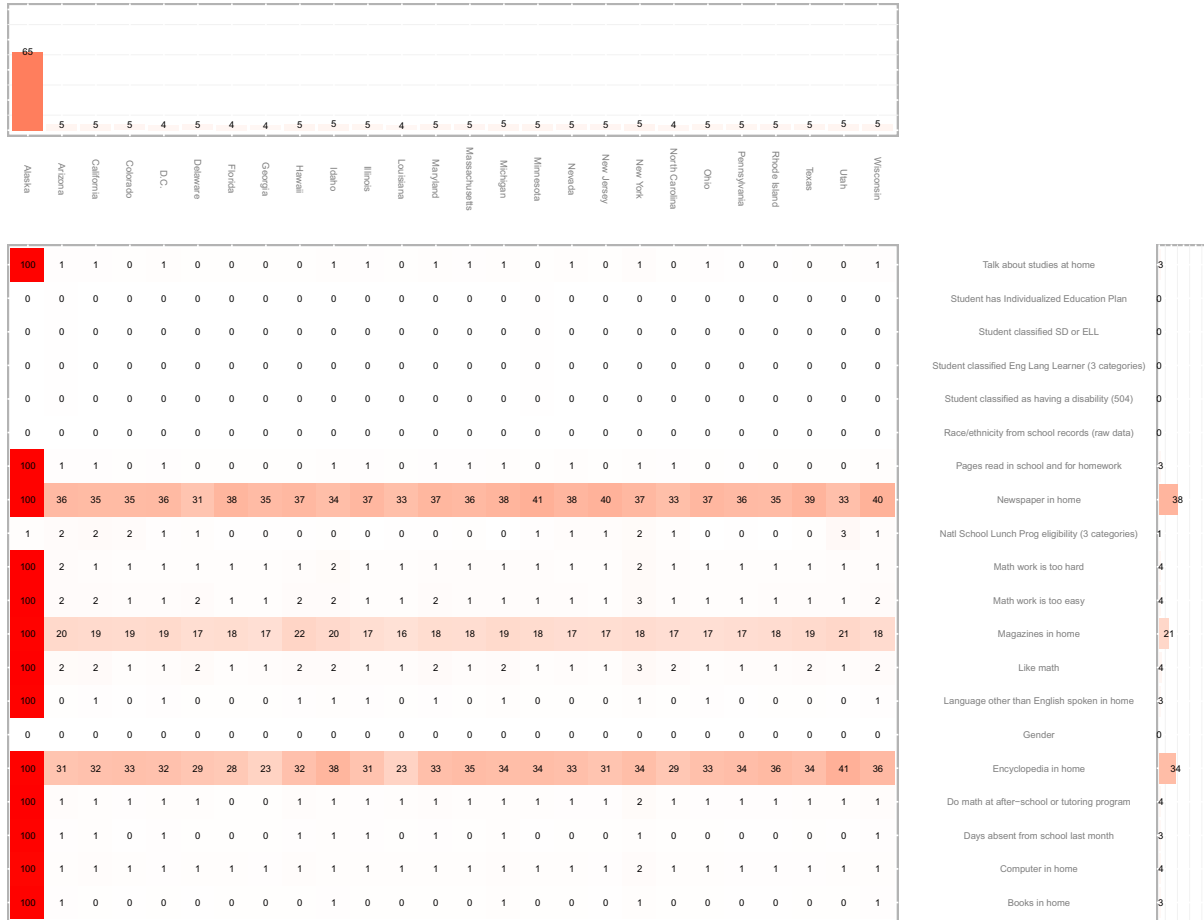 65 5 5 5 4 5 4 4 5 5 5 4 5 5 5 5 5 5 5 4 5 5 5 5 5 5
Alaska Arizona California Colorado D.C. Delaware Florida Georgia Hawaii Idaho Illinois Louisiana Maryland Massachusetts Michigan Minnesota Nevada New Jersey New York North Carolina Ohio Pennsylvania Rhode Island Texas Utah Wisconsin
100 1 1 0 1 0 0 0 0 1 1 0 1 1 1 0 1 0 1 0 1 0 0 0 0 1 Talk about studies at home 3
0 0 0 0 0 0 0 0 0 0 0 0 0 0 0 0 0 0 0 0 0 0 0 0 0 0 Student has Individualized Education Plan 0
0 0 0 0 0 0 0 0 0 0 0 0 0 0 0 0 0 0 0 0 0 0 0 0 0 0 Student classified SD or ELL 0
0 0 0 0 0 0 0 0 0 0 0 0 0 0 0 0 0 0 0 0 0 0 0 0 0 0 Student classified Eng Lang Learner (3 categories) 0
0 0 0 0 0 0 0 0 0 0 0 0 0 0 0 0 0 0 0 0 0 0 0 0 0 0 Student classified as having a disability (504) 0
0 0 0 0 0 0 0 0 0 0 0 0 0 0 0 0 0 0 0 0 0 0 0 0 0 0 Race/ethnicity from school records (raw data) 0
100 1 1 0 1 0 0 0 0 1 1 0 1 1 1 0 1 0 1 1 0 0 0 0 0 1 Pages read in school and for homework 3
100 36 35 35 36 31 38 35 37 34 37 33 37 36 38 41 38 40 37 33 37 36 35 39 33 40 Newspaper in home 38
1 2 2 2 1 1 0 0 0 0 0 0 0 0 0 1 1 1 2 1 0 0 0 0 3 1 Natl School Lunch Prog eligibility (3 categories) 1
100 2 1 1 1 1 1 1 1 2 1 1 1 1 1 1 1 1 2 1 1 1 1 1 1 1 Math work is too hard 4
100 2 2 1 1 2 1 1 2 2 1 1 2 1 1 1 1 1 3 1 1 1 1 1 1 2 Math work is too easy 4
100 20 19 19 19 17 18 17 22 20 17 16 18 18 19 18 17 17 18 17 17 17 18 19 21 18 Magazines in home 21
100 2 2 1 1 2 1 1 2 2 1 1 2 1 2 1 1 1 3 2 1 1 1 2 1 2 Like math 4
100 0 1 0 1 0 0 0 1 1 1 0 1 0 1 0 0 0 1 0 1 0 0 0 0 1 Language other than English spoken in home 3
0 0 0 0 0 0 0 0 0 0 0 0 0 0 0 0 0 0 0 0 0 0 0 0 0 0 Gender 0
100 31 32 33 32 29 28 23 32 38 31 23 33 35 34 34 33 31 34 29 33 34 36 34 41 36 Encyclopedia in home 34
100 1 1 1 1 1 0 0 1 1 1 1 1 1 1 1 1 1 2 1 1 1 1 1 1 1 Do math at after−school or tutoring program 4
100 1 1 0 1 0 0 0 1 1 1 0 1 0 1 0 0 0 1 0 0 0 0 0 0 1 Days absent from school last month 3
100 1 1 1 1 1 1 1 1 1 1 1 1 1 1 1 1 1 2 1 1 1 1 1 1 1 Computer in home 4
100 1 0 0 0 0 0 0 0 1 0 0 0 0 1 0 0 0 1 0 0 0 0 0 0 1 Books in home 3